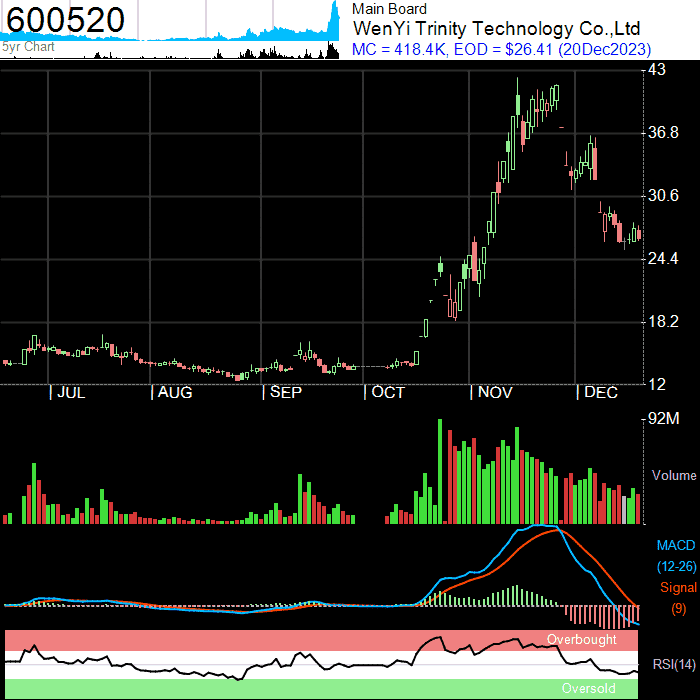 600520
5yr Chart
Main Board
WenYi Trinity Technology Co.,Ltd
MC = 418.4K, EOD = $26.41 (20Dec2023)
43
36.8
30.6
24.4
18.2
12
| JUL | AUG | SEP | OCT | NOV | DEC
92M
Volume
MACD
(12-26)
Signal
(9)
Overbought
RSI(14)
Oversold